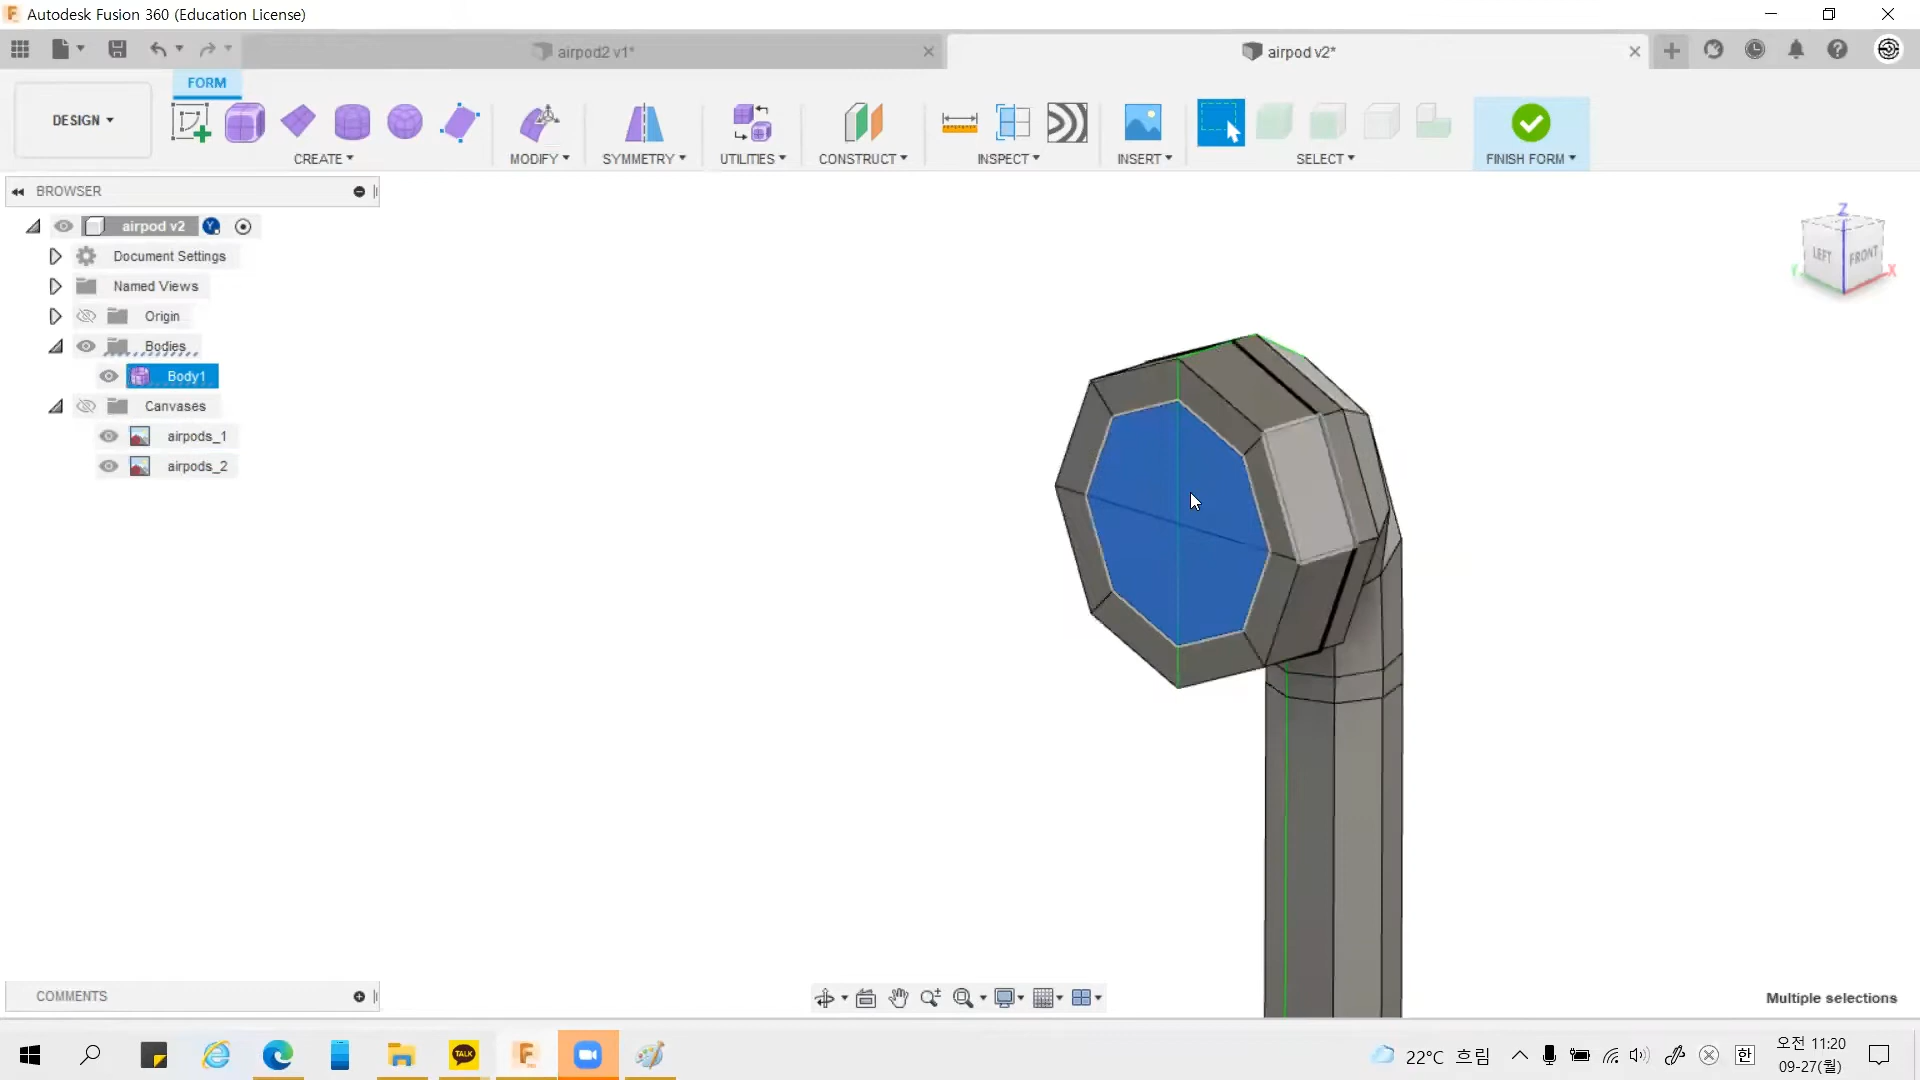 Autodesk Fusion 360 (Education License)
airpod2 v1*
airpod v2*
FORM
DESIGN
CREATE
MODIFY
SYMMETRY
UTILITIES
CONSTRUCT
INSPECT
INSERT
SELECT
FINISH FORM
BROWSER
airpod v2
Document Settings
Named Views
Origin
Bodies
Body1
Canvases
airpods_1
airpods_2
Z
LEFT
FRONT
Y
X
COMMENTS
Multiple selections
TALK
22°C 흐림
한
오전 11:20
09-27(월)